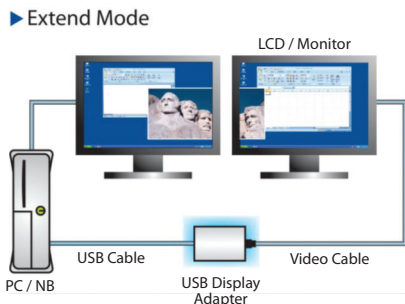 Extend Mode
LCD / Monitor
USB Cable
Video Cable
PC / NB
USB Display
Adapter